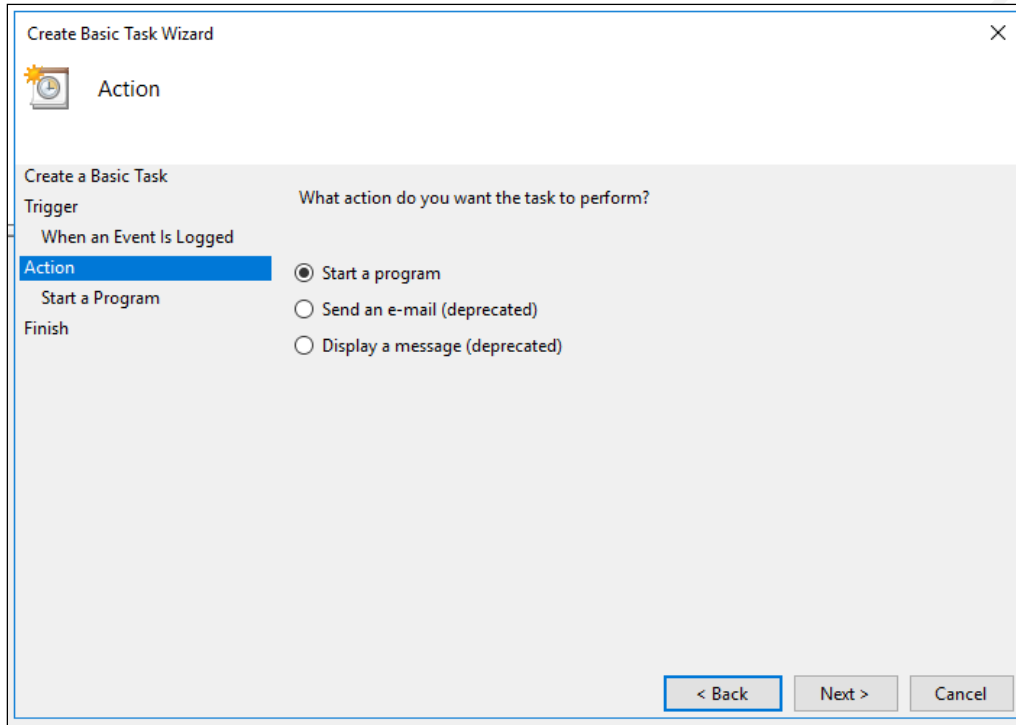 Create Basic Task Wizard
Action
Create a Basic Task
Trigger
When an Event Is Logged
Action
Start a Program
Finish
What action do you want the task to perform?
Start a program
Send an e-mail (deprecated)
Display a message (deprecated)
< Back
Next >
Cancel